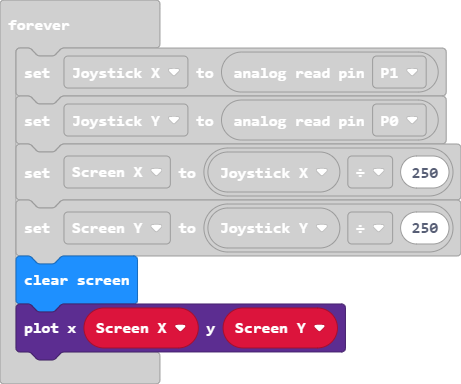 forever
set Joystick X to analog read pin P1
set Joystick Y to analog read pin P0
set Screen X to Joystick X ÷ 250
set Screen Y to Joystick Y ÷ 250
clear screen
plot x Screen X y Screen Y